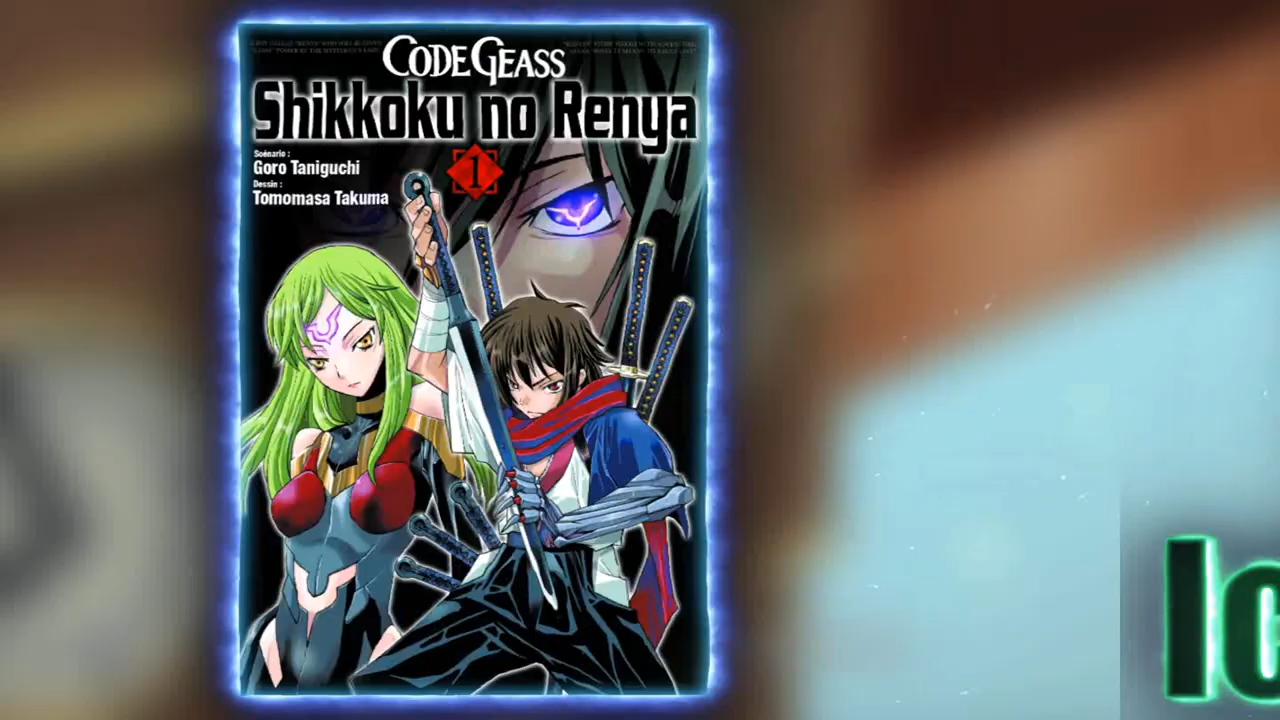 CODE GEASS
Shikkoku no Renya
Scénario :
Goro Taniguchi
1
Dessin :
Tomomasa Takuma